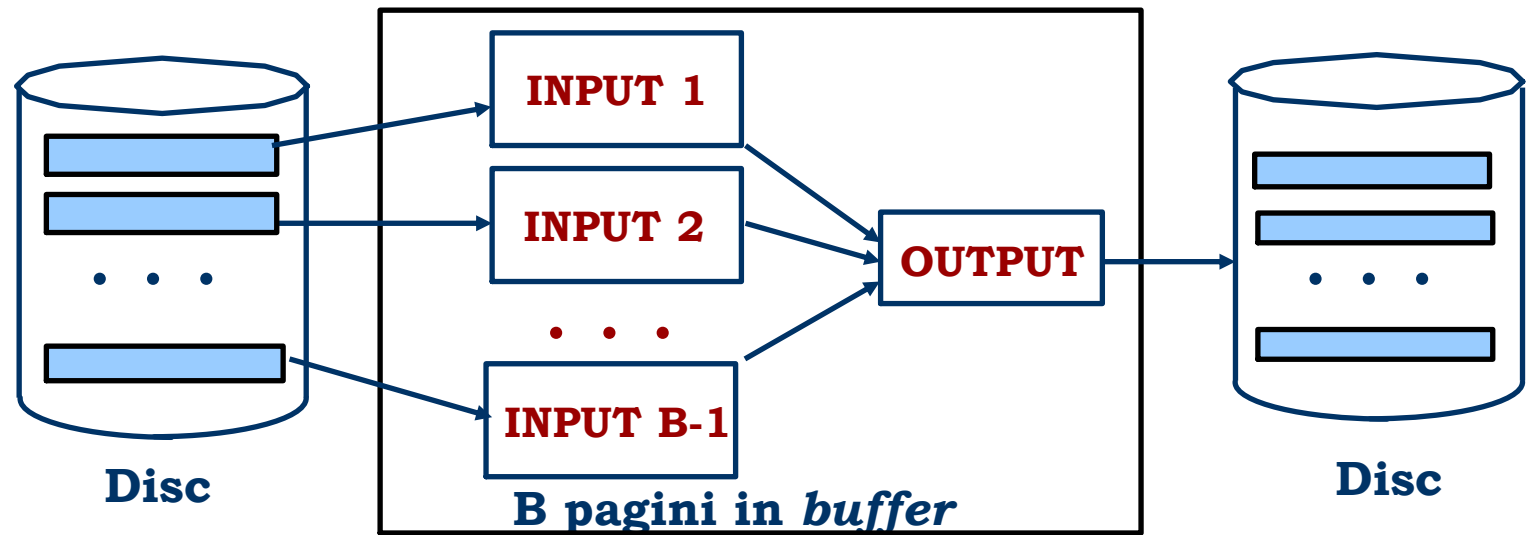 INPUT 1
INPUT 2
. . .
INPUT B-1
OUTPUT
. . .
. . .
Disc
B pagini in buffer
Disc